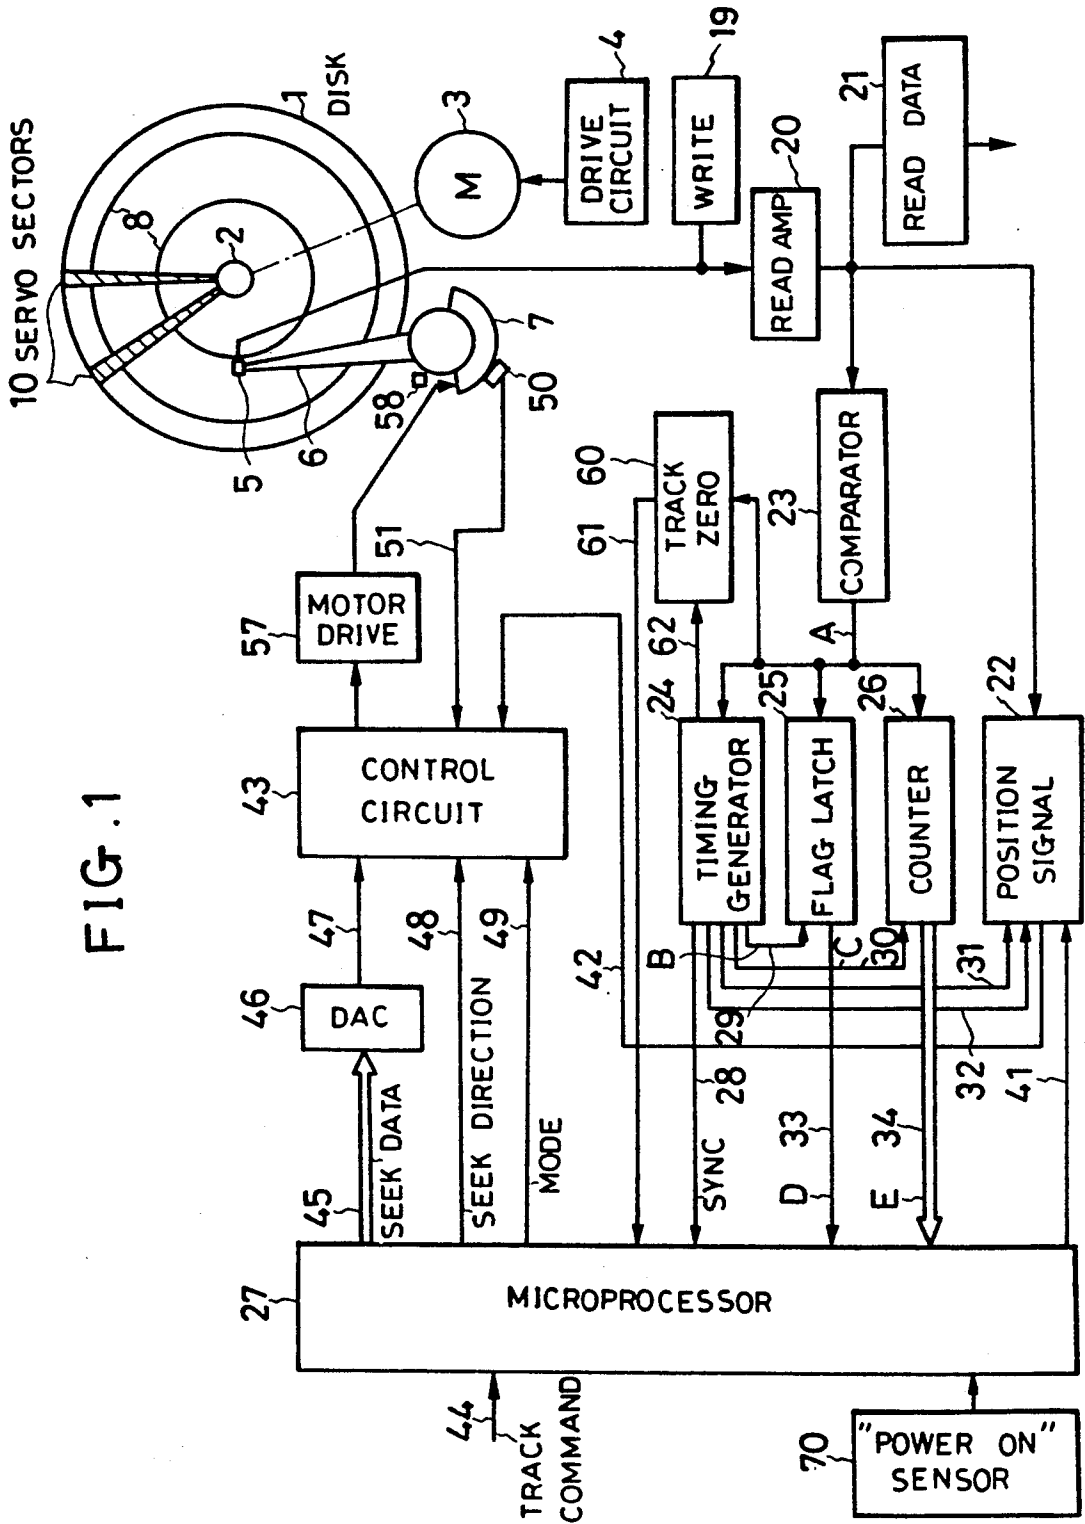 FIG. 1
10 SERVO SECTORS
8
2
1
DISK
5
6
58
7
50
3
M
4
DRIVE
CIRCUIT
19
WRITE
20
READ AMP
21
READ DATA
57
MOTOR
DRIVE
51
60
61
TRACK
ZERO
62
23
COMPARATOR
A
43
CONTROL
CIRCUIT
24
TIMING
GENERATOR
25
FLAG LATCH
26
COUNTER
22
POSITION
SIGNAL
46
DAC
47
48
49
42
B
29
C
30
31
32
41
45
SEEK DATA
SEEK DIRECTION
MODE
28
SYNC
33
D
34
E
27
MICROPROCESSOR
44
TRACK
COMMAND
70
"POWER ON"
SENSOR